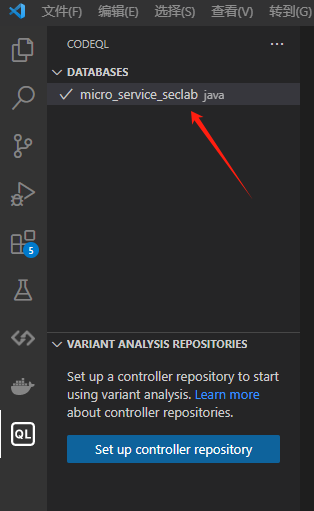 文件(F) 编辑(E) 选择(S) 查看(V) 转到(G)
CODEQL
DATABASES
micro_service_seclab java
5
VARIANT ANALYSIS REPOSITORIES
Set up a controller repository to start
using variant analysis. Learn more
about controller repositories.
QL
Set up controller repository